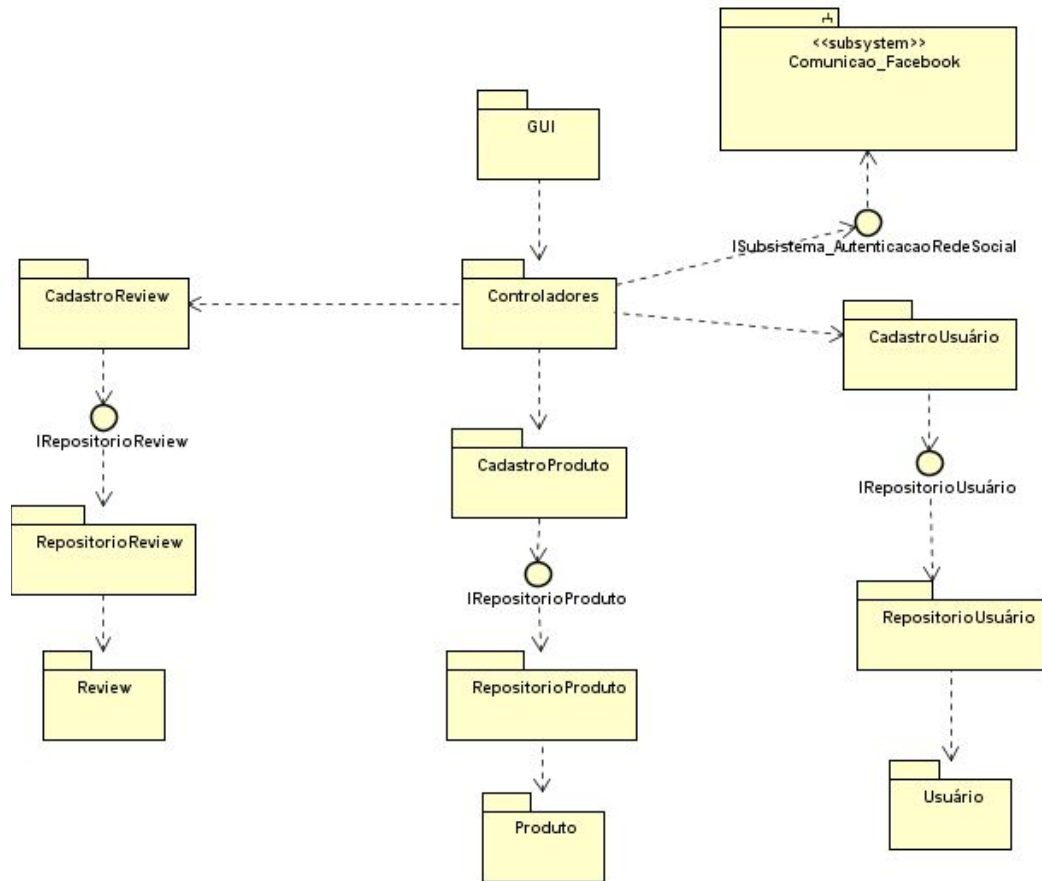 <<subsystem>>
Comunicao_Facebook
GUI
ISubsistema_AutenticacaoRedeSocial
CadastroReview
Controladores
CadastroUsuário
IRepositorioReview
CadastroProduto
IRepositorioUsuário
RepositorioReview
IRepositorioProduto
RepositorioUsuário
Review
RepositorioProduto
Usuário
Produto